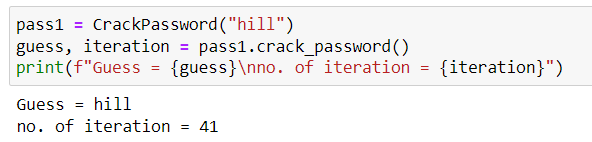 pass1 = CrackPassword("hill")
guess, iteration = pass1.crack_password()
print(f"Guess = {guess}\nno. of iteration = {iteration}")
Guess = hill
no. of iteration = 41